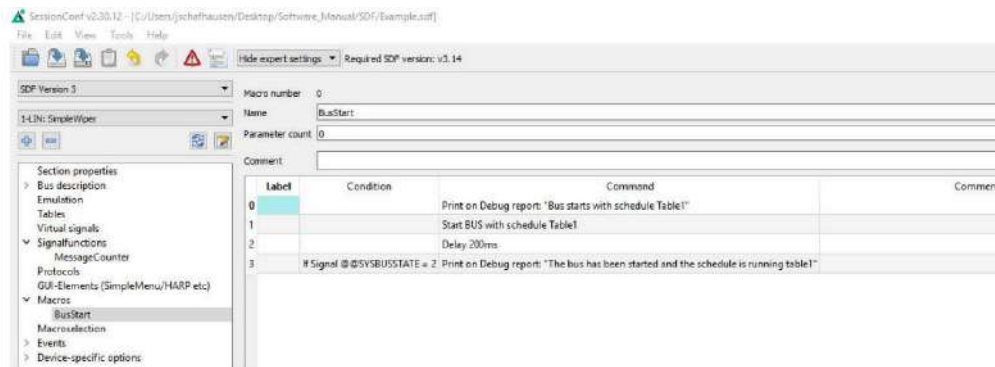 SessionConf v2.30.12 - [C:/Users/jschafhausen/Desktop/Software_Manual/SDF/Example.sdf]
File Edit View Tools Help
Hide expert settings Required SDF version: v3.14
SDF Version 3
1-LIN: SimpleWiper
Section properties
Bus description
Emulation
Tables
Virtual signals
Signalfunctions
MessageCounter
Protocols
GUI-Elements (SimpleMenu/HARP etc)
Macros
BusStart
Macroselection
Events
Device-specific options
Macro number 0
Name BusStart
Parameter count 0
Comment
Label Condition Command Commen
0 Print on Debug report: "Bus starts with schedule Table1"
1 Start BUS with schedule Table1
2 Delay 200ms
3 If Signal @@SYSBUSSTATE = 2 Print on Debug report: "The bus has been started and the schedule is running table1"